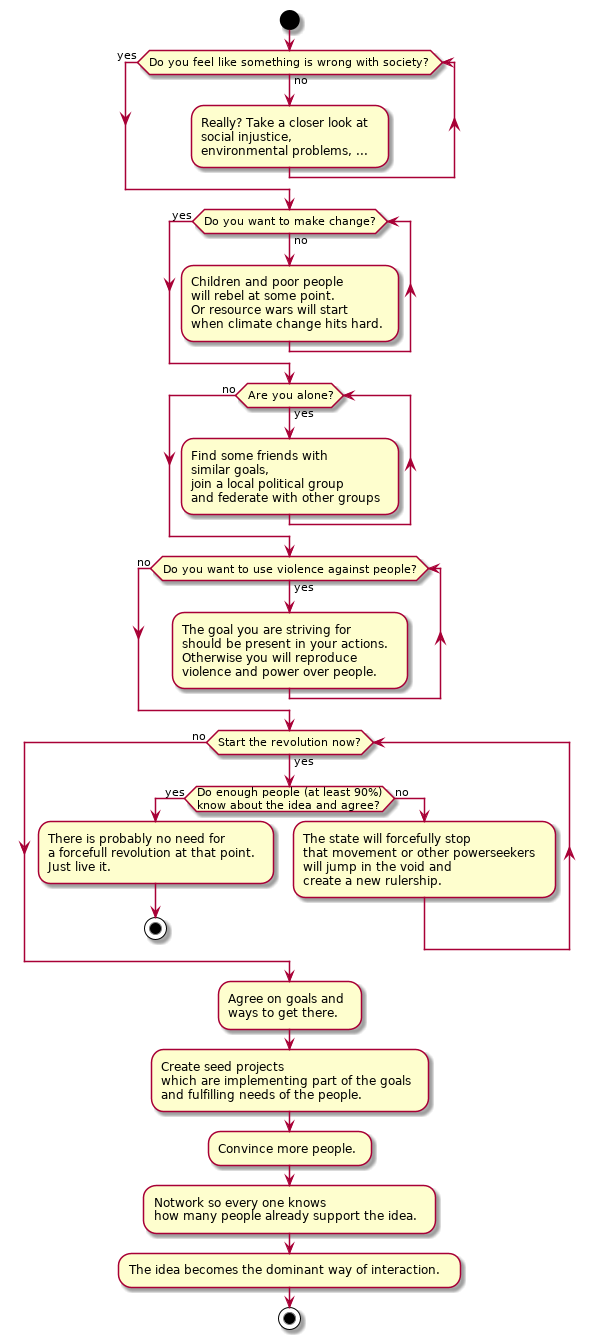 yes
Do you feel like something is wrong with society?
no
Really? Take a closer look at
social injustice,
environmental problems, ...
yes
Do you want to make change?
no
Children and poor people
will rebel at some point.
Or resource wars will start
when climate change hits hard.
no
Are you alone?
yes
Find some friends with
similar goals,
join a local political group
and federate with other groups
no
Do you want to use violence against people?
yes
The goal you are striving for
should be present in your actions.
Otherwise you will reproduce
violence and power over people.
no
Start the revolution now?
yes
yes
Do enough people (at least 90%)
know about the idea and agree?
no
There is probably no need for
a forcefull revolution at that point.
Just live it.
The state will forcefully stop
that movement or other powerseekers
will jump in the void and
create a new rulership.
Agree on goals and
ways to get there.
Create seed projects
which are implementing part of the goals
and fulfilling needs of the people.
Convince more people.
Notwork so every one knows
how many people already support the idea.
The idea becomes the dominant way of interaction.